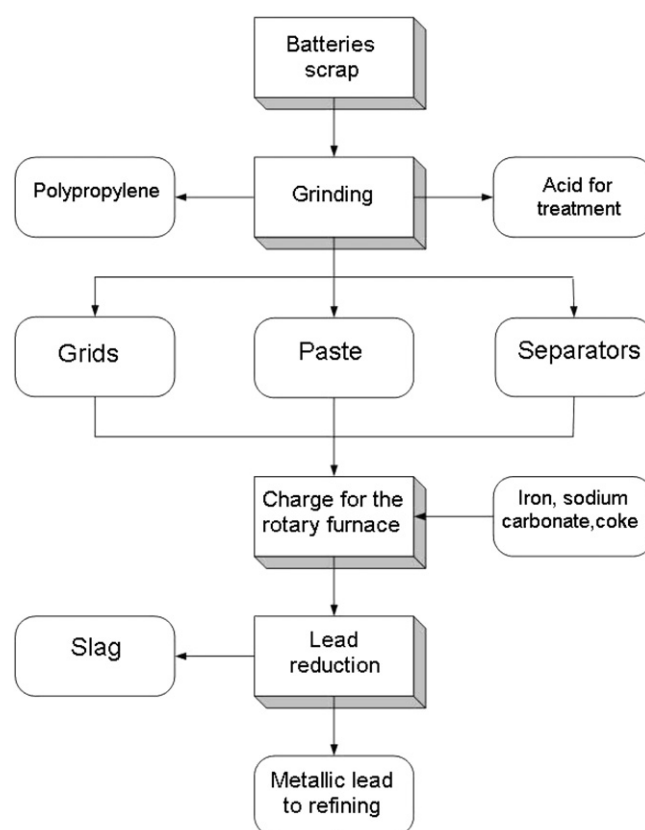 Batteries
scrap
Polypropylene
Grinding
Acid for
treatment
Grids
Paste
Separators
Charge for the
rotary furnace
Iron, sodium
carbonate,coke
Slag
Lead
reduction
Metallic lead
to refining